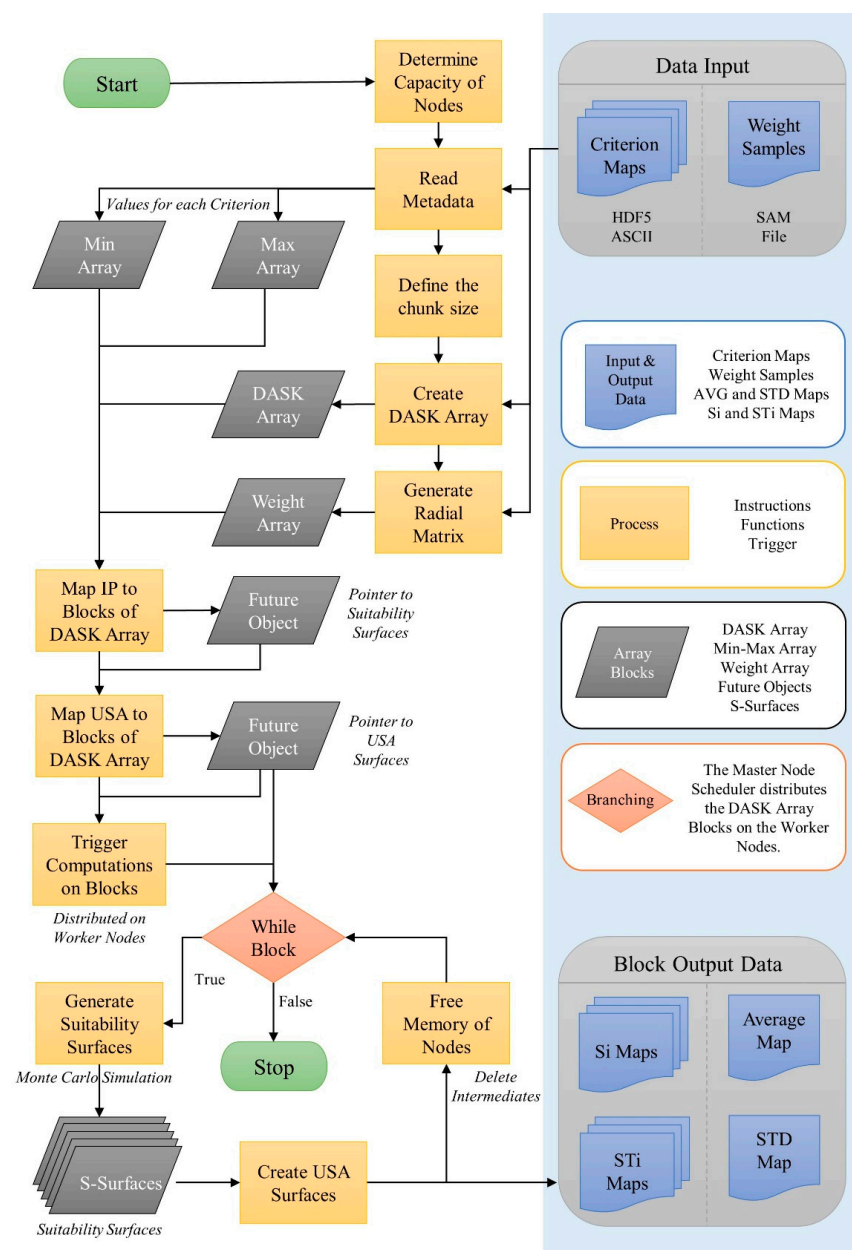 Start
Determine
Capacity of
Nodes
Read
Metadata
Values for each Criterion
Min
Array
Max
Array
Define the
chunk size
DASK
Array
Create
DASK Array
Weight
Array
Generate
Radial
Matrix
Map IP to
Blocks of
DASK Array
Future
Object
Pointer to
Suitability
Surfaces
Map USA to
Blocks of
DASK Array
Future
Object
Pointer to
USA
Surfaces
Trigger
Computations
on Blocks
Distributed on
Worker Nodes
While
Block
True
False
Generate
Suitability
Surfaces
Monte Carlo Simulation
Stop
Free
Memory of
Nodes
Delete
Intermediates
S-Surfaces
Suitability Surfaces
Create USA
Surfaces
Data Input
Criterion
Maps
Weight
Samples
HDF5
ASCII
SAM
File
Input &
Output
Data
Criterion Maps
Weight Samples
AVG and STD Maps
Si and STi Maps
Process
Instructions
Functions
Trigger
Array
Blocks
DASK Array
Min-Max Array
Weight Array
Future Objects
S-Surfaces
Branching
The Master Node
Scheduler distributes
the DASK Array
Blocks on the Worker
Nodes.
Block Output Data
Si Maps
Average
Map
STi
Maps
STD
Map